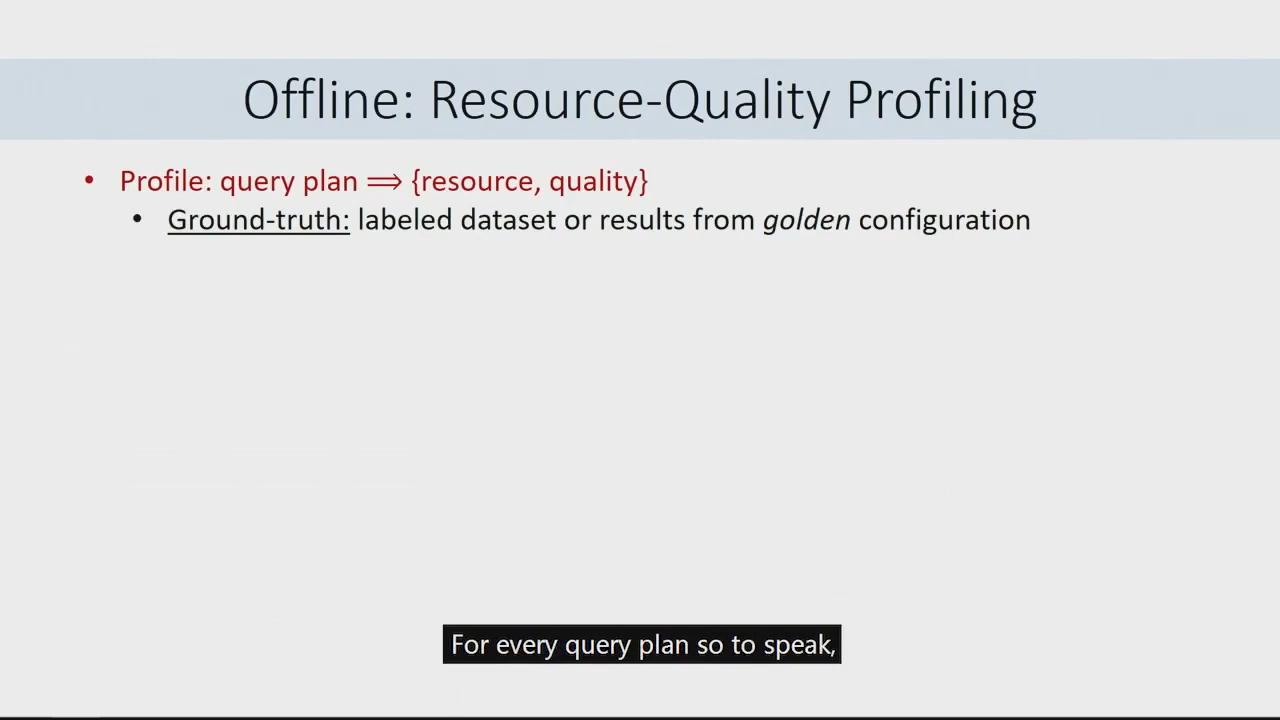 Offline: Resource-Quality Profiling
• Profile: query plan ⟹ {resource, quality}
• Ground-truth: labeled dataset or results from golden configuration
For every query plan so to speak,